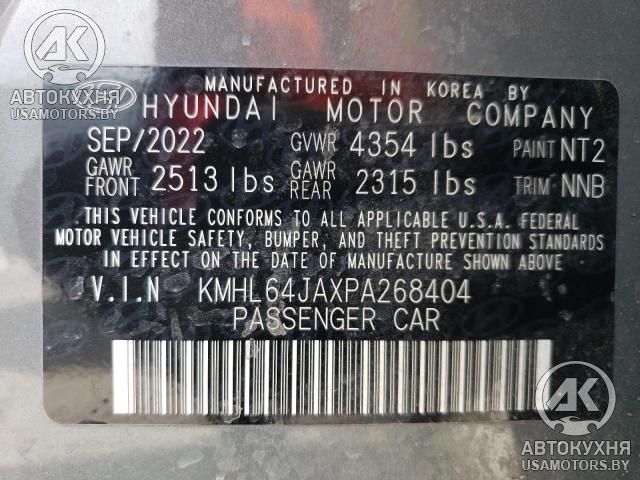 MANUFACTURED IN KOREA BY
HYUNDAI MOTOR COMPANY
SEP/2022 GVWR 4354 lbs PAINT NT2
GAWR FRONT 2513 lbs GAWR REAR 2315 lbs TRIM NNB
THIS VEHICLE CONFORMS TO ALL APPLICABLE U.S.A. FEDERAL
MOTOR VEHICLE SAFETY, BUMPER, AND THEFT PREVENTION STANDARDS
IN EFFECT ON THE DATE OF MANUFACTURE SHOWN ABOVE.
V.I.N KMHL64JAXPA268404
PASSENGER CAR
АК
АВТОКУХНЯ
USAMOTORS.BY
АК
АВТОКУХНЯ
USAMOTORS.BY